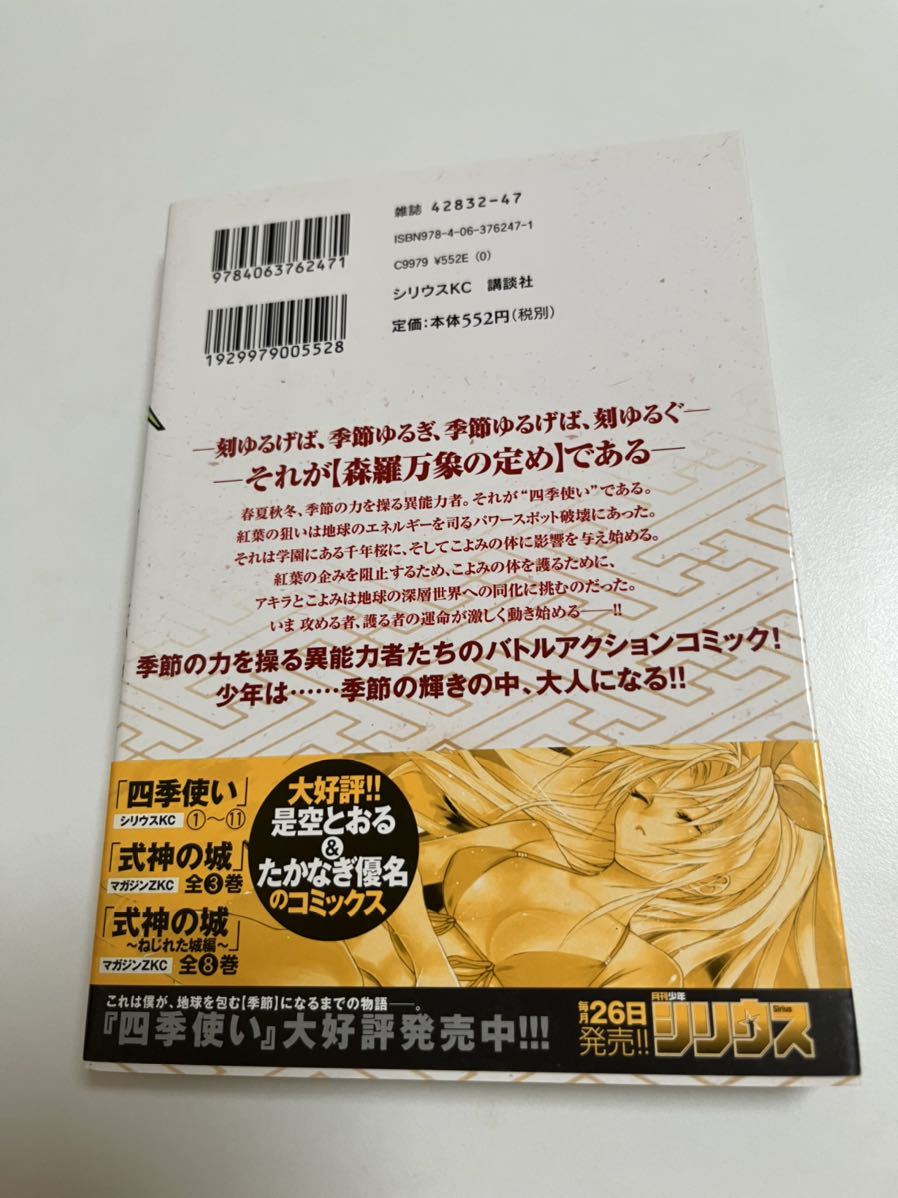 雑誌 42832-47
9784063762471
ISBN978-4-06-376247-1
C9979 ¥552E (0)
シリウスKC 講談社
1929979005528
定価：本体552円（税別）
―刻ゆるげば、季節ゆるぎ、季節ゆるげば、刻ゆるぐ―
―それが【森羅万象の定め】である―
春夏秋冬、季節の力を操る異能力者。それが“四季使い”である。
紅葉の狙いは地球のエネルギーを司るパワースポット破壊にあった。
それは学園にある千年桜に、そしてこよみの体に影響を与え始める。
紅葉の企みを阻止するため、こよみの体を護るために、
アキラとこよみは地球の深層世界への同化に挑むのだった。
いま 攻める者、護る者の運命が激しく動き始める――!!
季節の力を操る異能力者たちのバトルアクションコミック!
少年は……季節の輝きの中、大人になる!!
「四季使い」
シリウスKC ①～⑪
「式神の城」
マガジンZKC 全❸巻
「式神の城
～ねじれた城編～」
マガジンZKC 全❽巻
大好評!!
是空とおる
&
たかなぎ優名
のコミックス
これは僕が、地球を包む【季節】になるまでの物語――。
『四季使い』大好評発売中!!!
毎月26日
発売!!
月刊少年
シリウス
Sirius